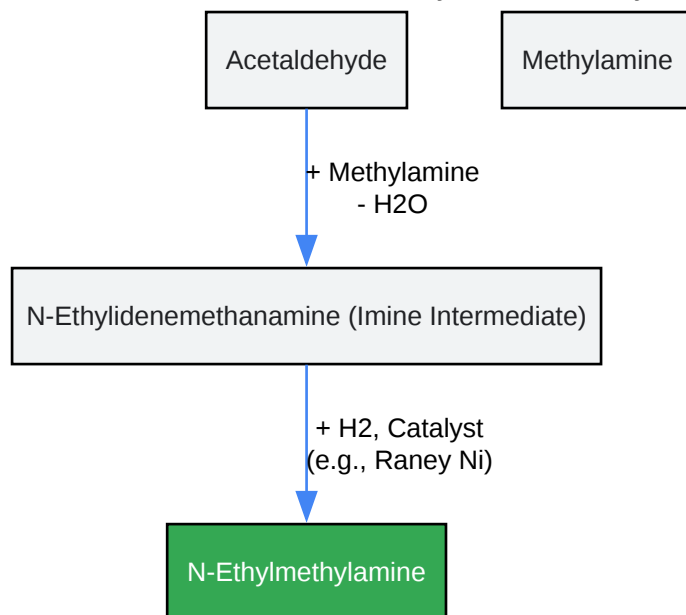 Acetaldehyde
Methylamine
+ Methylamine
- H2O
N-Ethylidenemethanamine (Imine Intermediate)
+ H2, Catalyst
(e.g., Raney Ni)
N-Ethylmethylamine